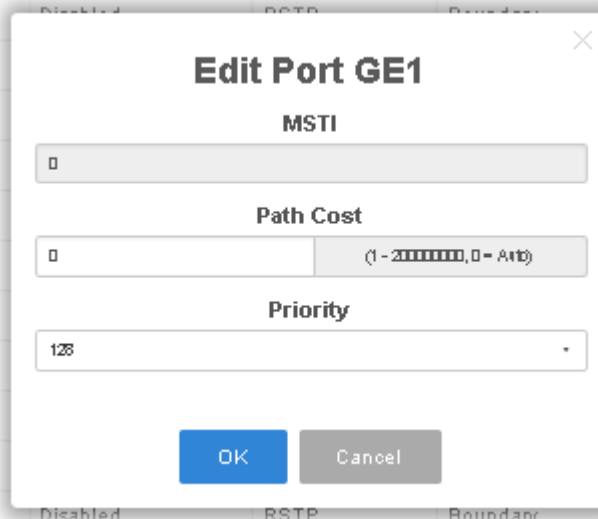 Disabled RSTP Boundary
Edit Port GE1
MSTI
0
Path Cost
0 (1 - 200000000, 0 = Auto)
Priority
128
OK Cancel
Disabled RSTP Boundary